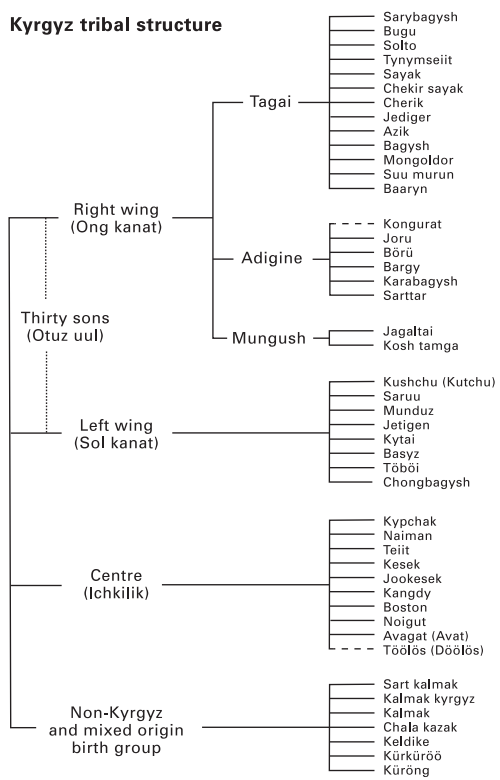 Kyrgyz tribal structure
Right wing
(Ong kanat)
Thirty sons
(Otuz uul)
Left wing
(Sol kanat)
Centre
(Ichkilik)
Non-Kyrgyz
and mixed origin
birth group
Tagai
Adigine
Mungush
Sarybagysh
Bugu
Solto
Tynymseiit
Sayak
Chekir sayak
Cherik
Jediger
Azik
Bagysh
Mongoldor
Suu murun
Baaryn
Kongurat
Joru
Börü
Bargy
Karabagysh
Sarttar
Jagaltai
Kosh tamga
Kushchu (Kutchu)
Saruu
Munduz
Jetigen
Kytai
Basyz
Töböi
Chongbagysh
Kypchak
Naiman
Teiit
Kesek
Jookesek
Kangdy
Boston
Noigut
Avagat (Avat)
Töölös (Döölös)
Sart kalmak
Kalmak kyrgyz
Kalmak
Chala kazak
Keldike
Kürküröö
Küröng